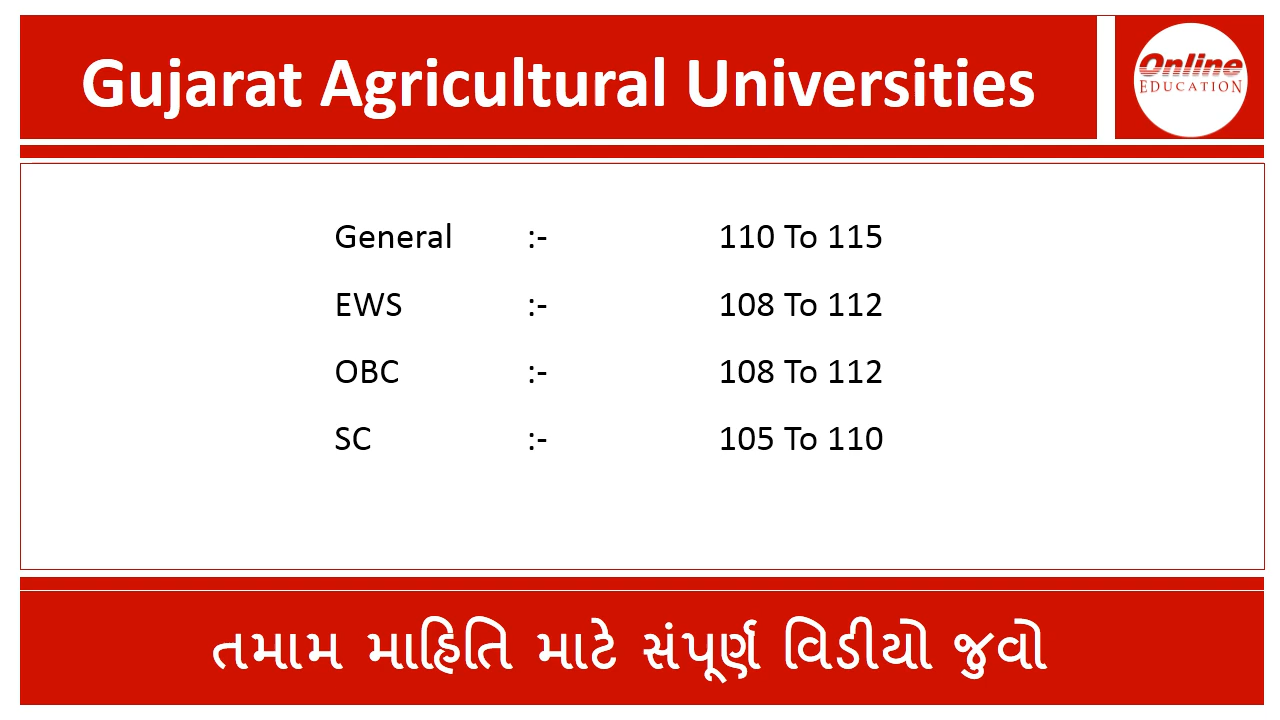 Gujarat Agricultural Universities
Online
EDUCATION
General :- 110 To 115
EWS :- 108 To 112
OBC :- 108 To 112
SC :- 105 To 110
તમામ માહિતિ માટે સંપૂર્ણ વિડીયો જુવો